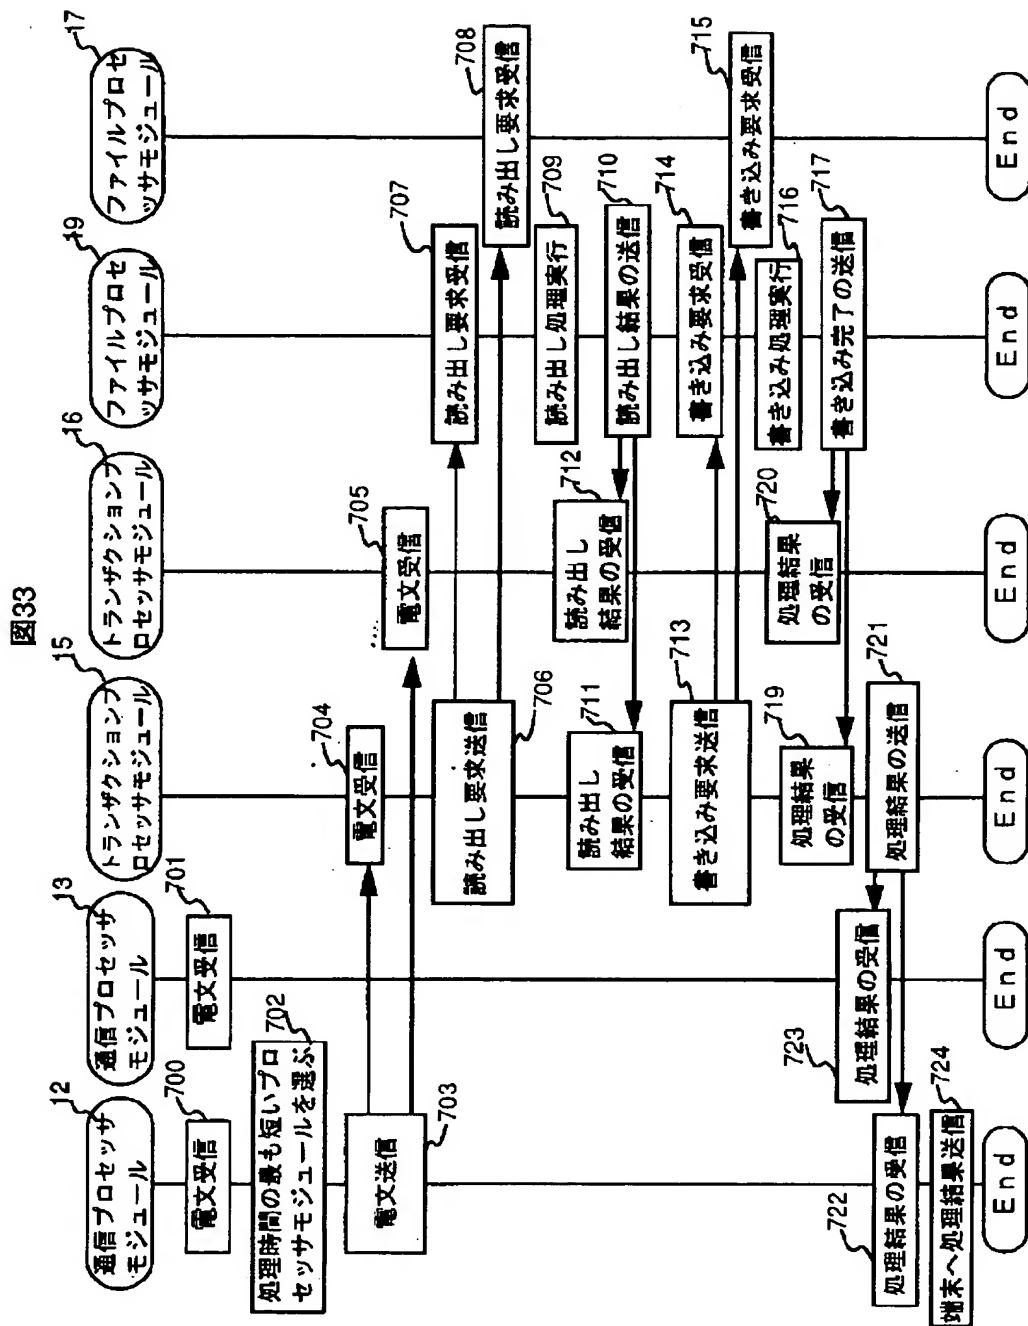 図33
12
通信プロセッサ
モジュール
13
通信プロセッサ
モジュール
15
トランザクションプ
ロセッサモジュール
16
トランザクションプ
ロセッサモジュール
19
ファイルプロセ
ッサモジュール
17
ファイルプロセ
ッサモジュール
700
電文受信
701
電文受信
702
処理時間の最も短いプロ
セッサモジュールを選ぶ
703
電文送信
704
電文受信
705
電文受信
706
読み出し要求送信
707
読み出し要求受信
708
読み出し要求受信
709
読み出し処理実行
710
読み出し結果の送信
711
読み出し
結果の受信
712
読み出し
結果の受信
713
書き込み要求送信
714
書き込み要求受信
715
書き込み要求受信
716
書き込み処理実行
717
書き込み完了の送信
719
処理結果
の受信
720
処理結果
の受信
721
処理結果の送信
722
処理結果の受信
723
処理結果の受信
724
端末へ処理結果送信
End
End
End
End
End
End